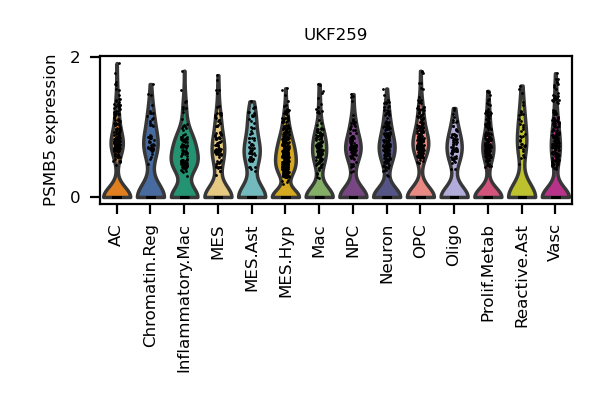 UKF259
PSMB5 expression
2
0
AC
Chromatin.Reg
Inflammatory.Mac
MES
MES.Ast
MES.Hyp
Mac
NPC
Neuron
OPC
Oligo
Prolif.Metab
Reactive.Ast
Vasc